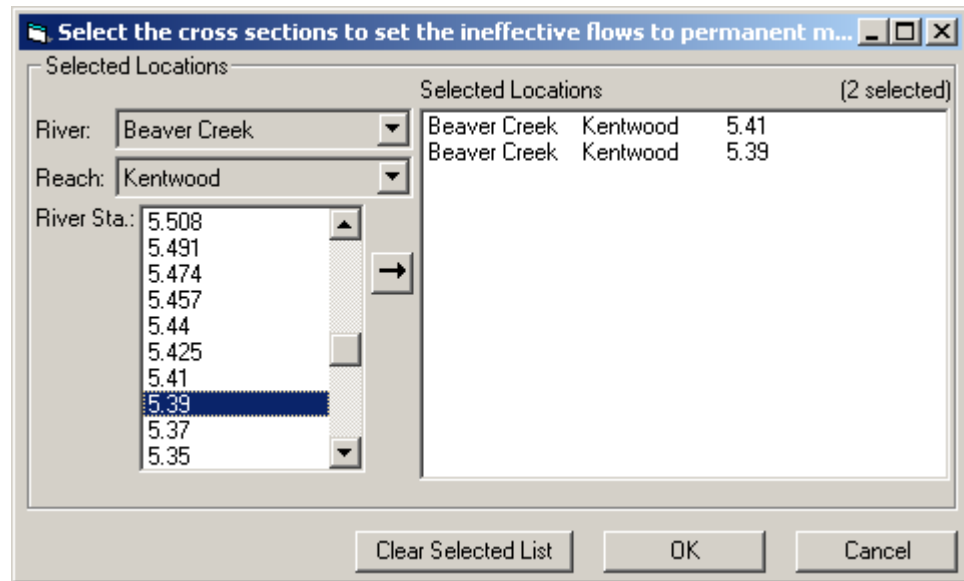 Select the cross sections to set the ineffective flows to permanent m...
Selected Locations
Selected Locations (2 selected)
River: Beaver Creek
Reach: Kentwood
River Sta.:
5.508
5.491
5.474
5.457
5.44
5.425
5.41
5.39
5.37
5.35
Beaver Creek Kentwood 5.41
Beaver Creek Kentwood 5.39
Clear Selected List OK Cancel